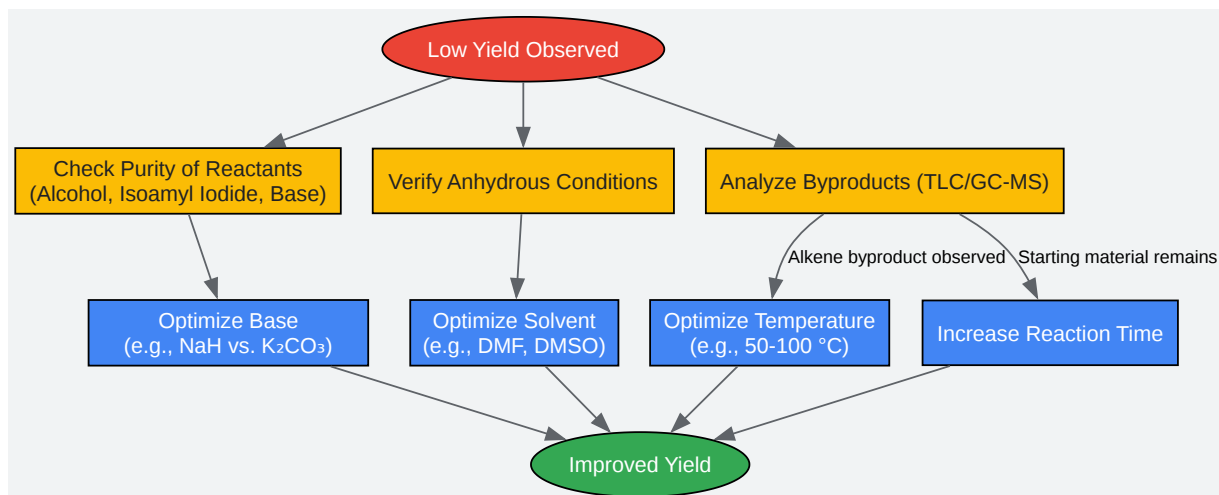 Low Yield Observed
Check Purity of Reactants
(Alcohol, Isoamyl Iodide, Base)
Verify Anhydrous Conditions
Analyze Byproducts (TLC/GC-MS)
Alkene byproduct observed
Starting material remains
Optimize Base
(e.g., NaH vs. K₂CO₃)
Optimize Solvent
(e.g., DMF, DMSO)
Optimize Temperature
(e.g., 50-100 °C)
Increase Reaction Time
Improved Yield